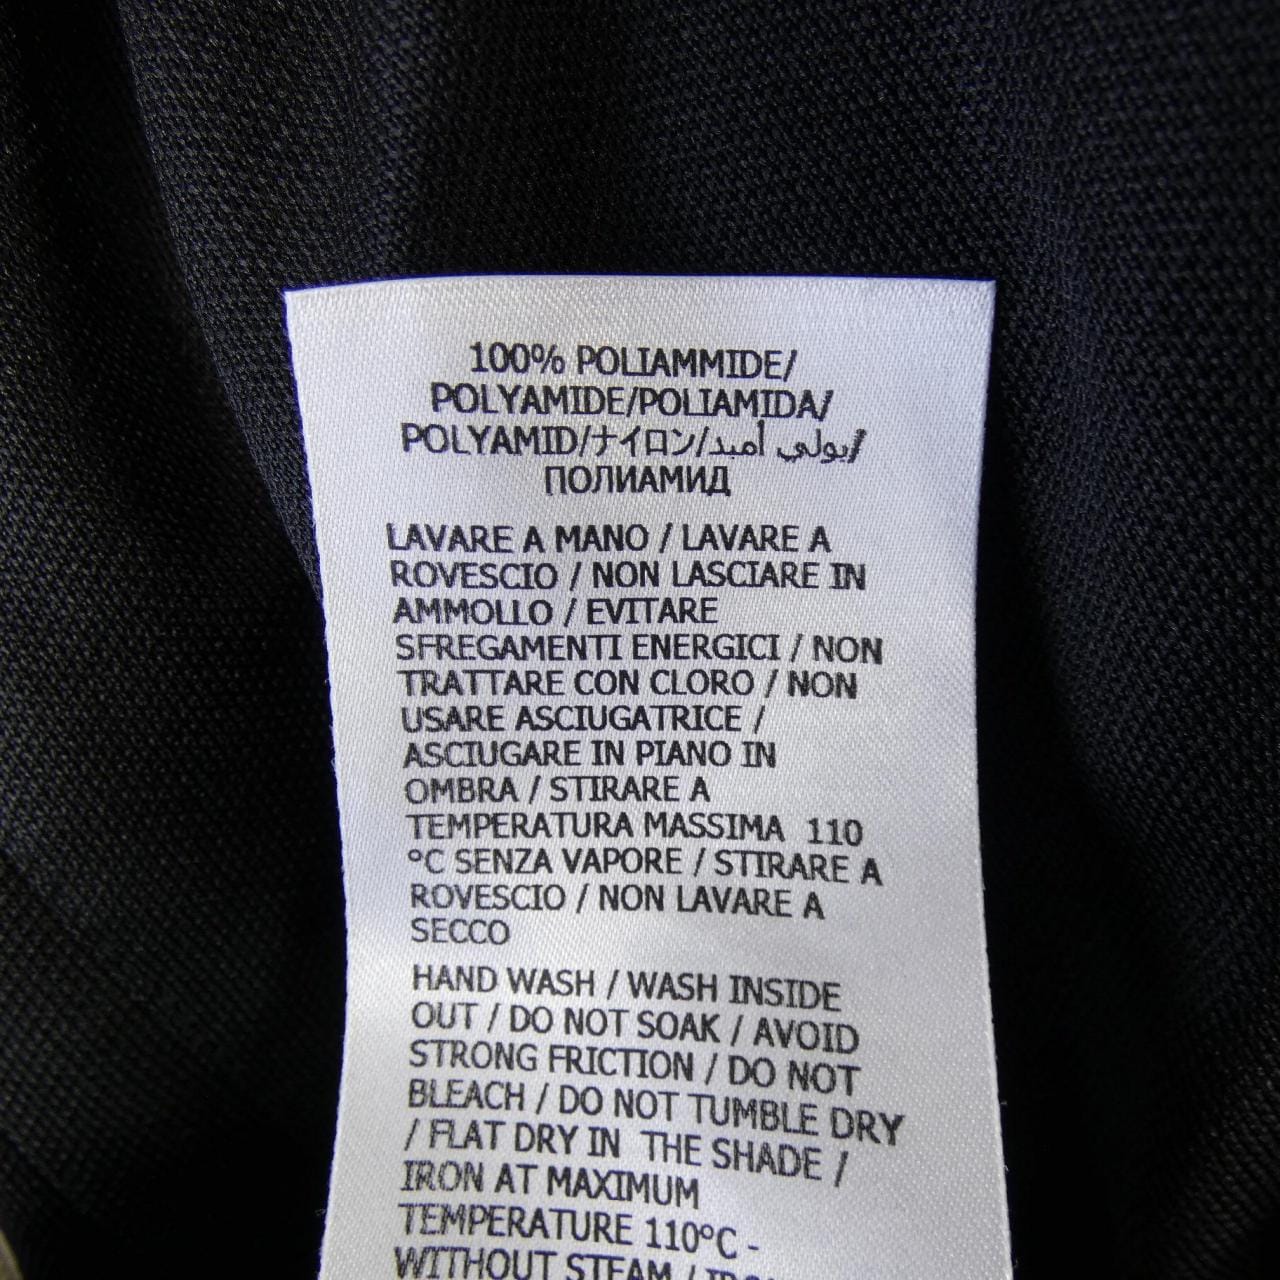 100% POLIAMMIDE/
POLYAMIDE/POLIAMIDA/
POLYAMID/ナイロン/بولي أميد/
ПОЛИАМИД
LAVARE A MANO / LAVARE A
ROVESCIO / NON LASCIARE IN
AMMOLLO / EVITARE
SFREGAMENTI ENERGICI / NON
TRATTARE CON CLORO / NON
USARE ASCIUGATRICE /
ASCIUGARE IN PIANO IN
OMBRA / STIRARE A
TEMPERATURA MASSIMA 110
°C SENZA VAPORE / STIRARE A
ROVESCIO / NON LAVARE A
SECCO
HAND WASH / WASH INSIDE
OUT / DO NOT SOAK / AVOID
STRONG FRICTION / DO NOT
BLEACH / DO NOT TUMBLE DRY
/ FLAT DRY IN THE SHADE /
IRON AT MAXIMUM
TEMPERATURE 110°C -
WITHOUT STEAM /